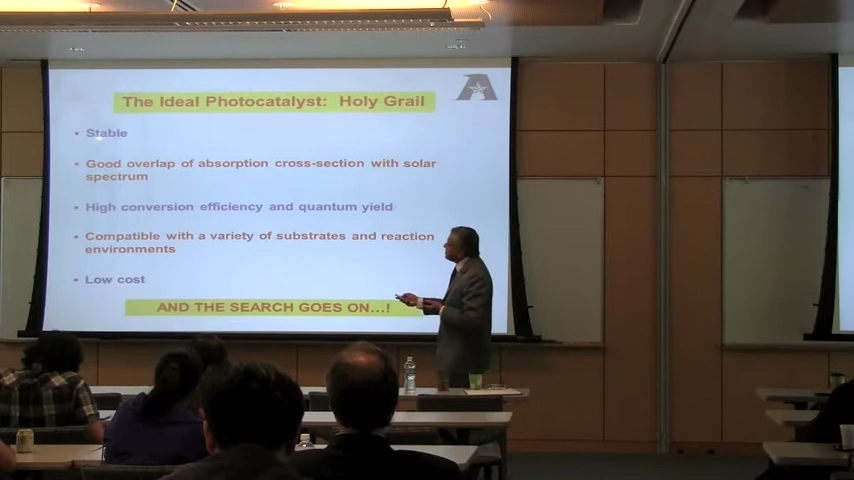 The Ideal Photocatalyst: Holy Grail
▪ Stable
▪ Good overlap of absorption cross-section with solar
spectrum
▪ High conversion efficiency and quantum yield
▪ Compatible with a variety of substrates and reaction
environments
▪ Low cost
AND THE SEARCH GOES ON...!